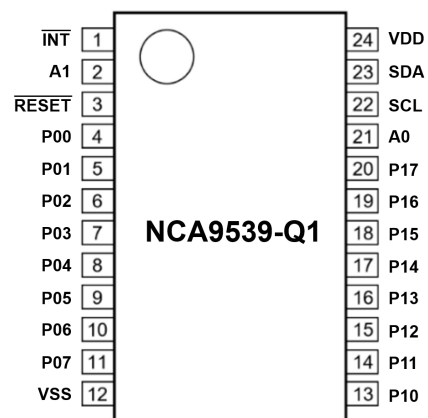 INT 1 24 VDD
A1 2 23 SDA
RESET 3 22 SCL
P00 4 21 A0
P01 5 20 P17
P02 6 19 P16
P03 7 NCA9539-Q1 18 P15
P04 8 17 P14
P05 9 16 P13
P06 10 15 P12
P07 11 14 P11
VSS 12 13 P10